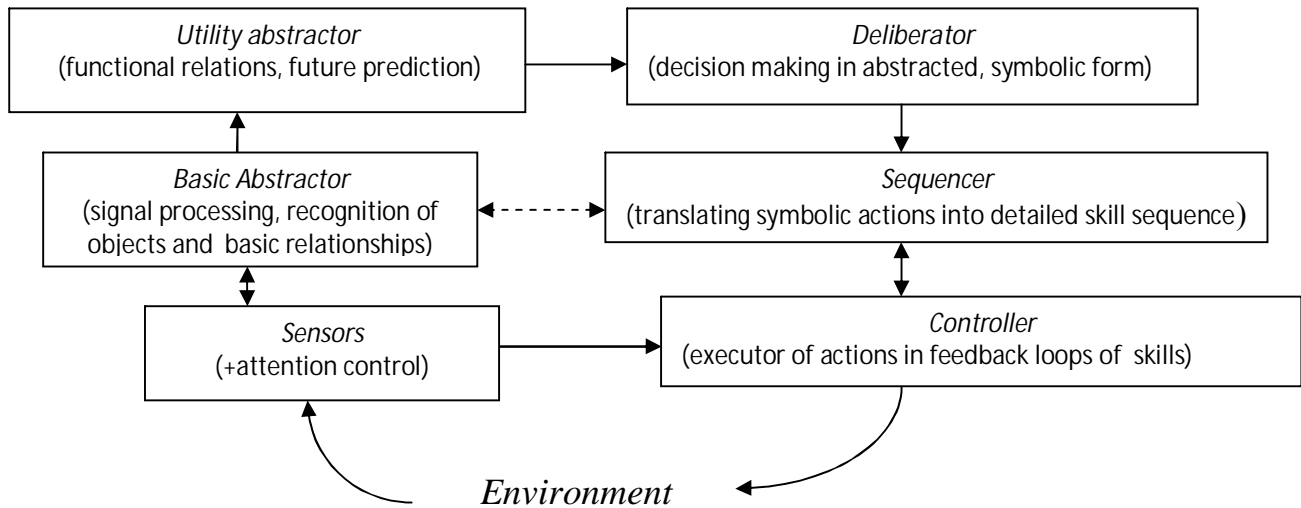 Utility abstractor
(functional relations, future prediction)
Deliberator
(decision making in abstracted, symbolic form)
Basic Abstractor
(signal processing, recognition of
objects and basic relationships)
Sequencer
(translating symbolic actions into detailed skill sequence)
Sensors
(+attention control)
Controller
(executor of actions in feedback loops of skills)
Environment